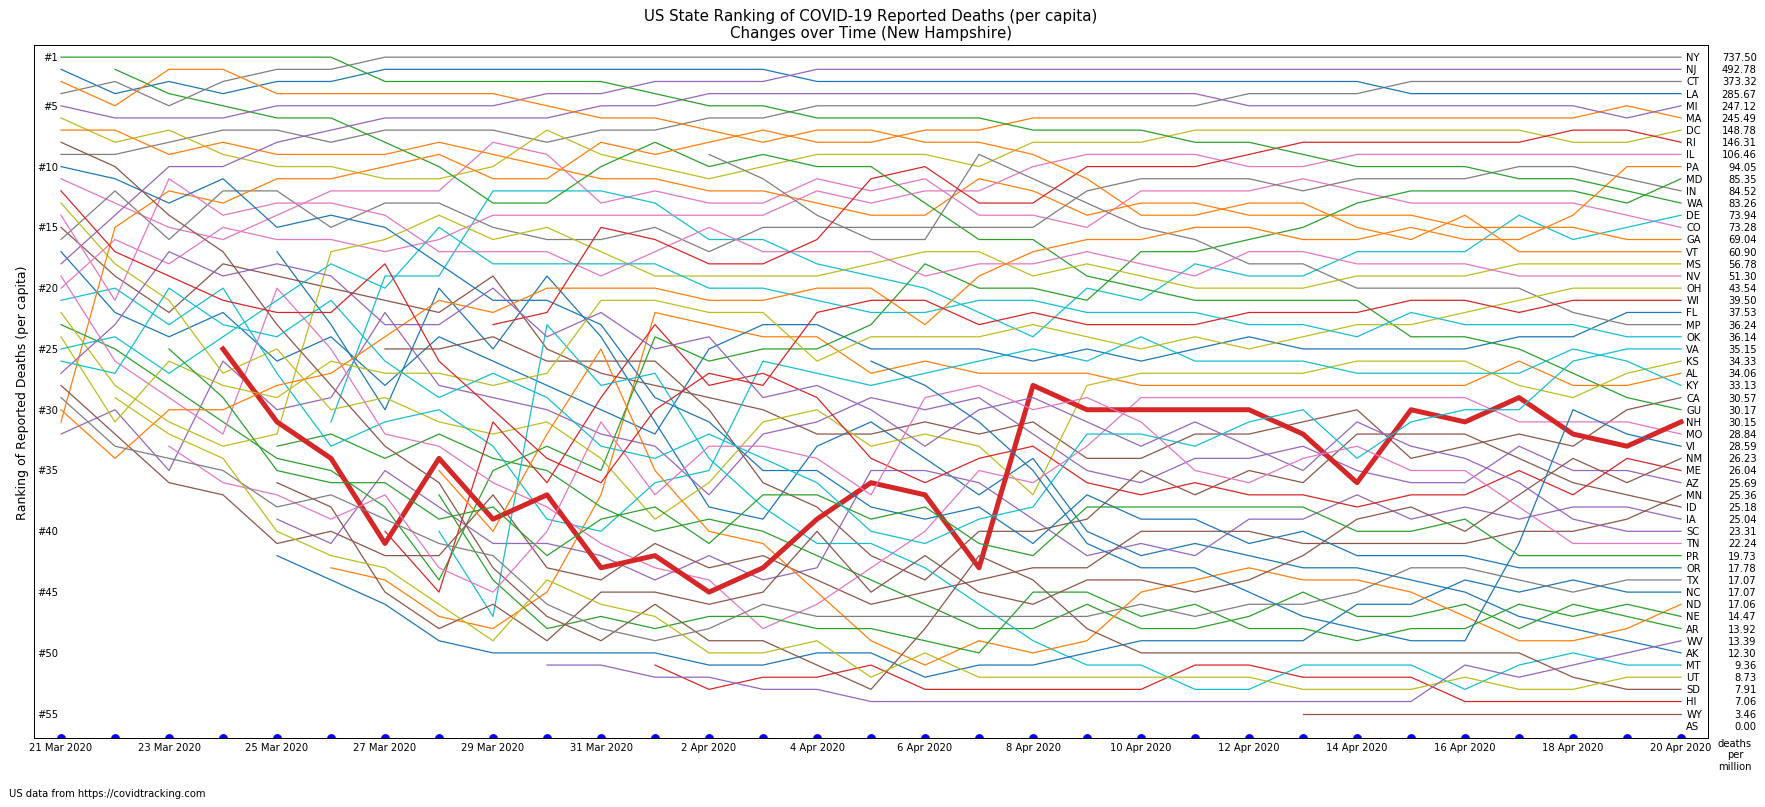 US State Ranking of COVID-19 Reported Deaths (per capita)
Changes over Time (New Hampshire)
Ranking of Reported Deaths (per capita)
#1
#5
#10
#15
#20
#25
#30
#35
#40
#45
#50
#55
NY 737.50
NJ 492.78
CT 373.32
LA 285.67
MI 247.12
MA 245.49
DC 148.78
RI 146.31
IL 106.46
PA 94.05
MD 85.35
IN 84.52
WA 83.26
DE 73.94
CO 73.28
GA 69.04
VT 60.90
MS 56.78
NV 51.30
OH 43.54
WI 39.50
FL 37.53
MP 36.24
OK 36.14
VA 35.15
KS 34.33
AL 34.06
KY 33.13
CA 30.57
GU 30.17
NH 30.15
MO 28.84
VI 28.59
NM 26.23
ME 26.04
AZ 25.69
MN 25.36
ID 25.18
IA 25.04
SC 23.31
TN 22.24
PR 19.73
OR 17.78
TX 17.07
NC 17.07
ND 17.06
NE 14.47
AR 13.92
WV 13.39
AK 12.30
MT 9.36
UT 8.73
SD 7.91
HI 7.06
WY 3.46
AS 0.00
21 Mar 2020 23 Mar 2020 25 Mar 2020 27 Mar 2020 29 Mar 2020 31 Mar 2020 2 Apr 2020 4 Apr 2020 6 Apr 2020 8 Apr 2020 10 Apr 2020 12 Apr 2020 14 Apr 2020 16 Apr 2020 18 Apr 2020 20 Apr 2020
deaths
per
million
US data from https://covidtracking.com